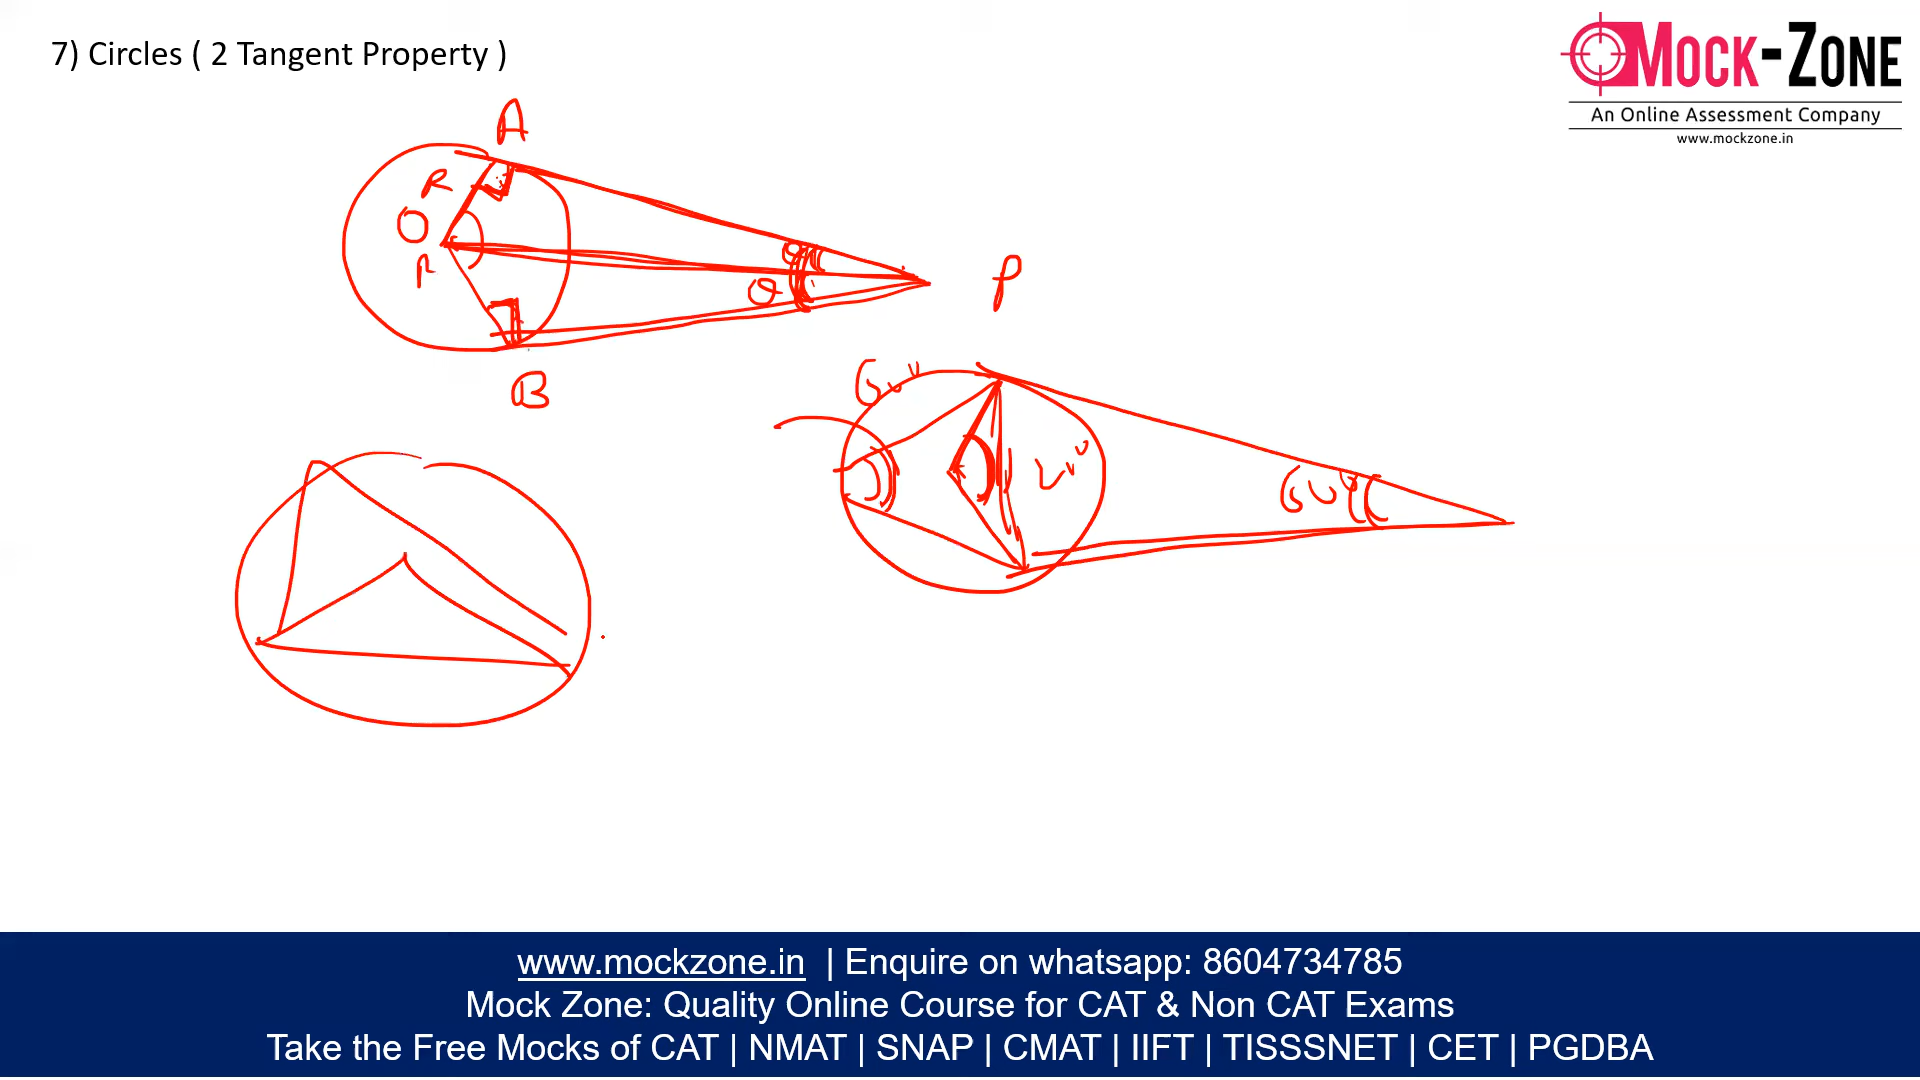 7) Circles ( 2 Tangent Property )
MOCK-ZONE
An Online Assessment Company
www.mockzone.in
A
R
O
R
θ
θ
P
B
www.mockzone.in | Enquire on whatsapp: 8604734785
Mock Zone: Quality Online Course for CAT & Non CAT Exams
Take the Free Mocks of CAT | NMAT | SNAP | CMAT | IIFT | TISSSNET | CET | PGDBA